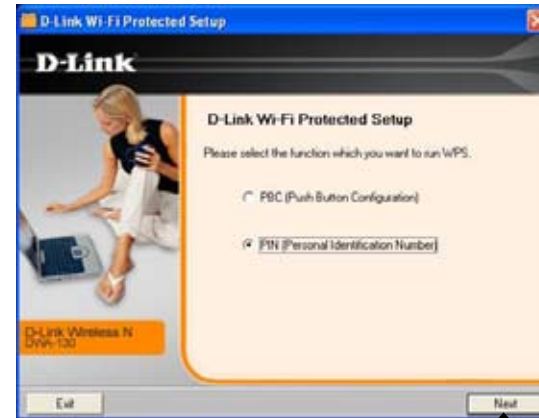 D-Link Wi-Fi Protected Setup
D-Link
D-Link Wi-Fi Protected Setup
Please select the function which you want to run WPS.
PBC (Push Button Configuration)
PIN (Personal Identification Number)
D-Link Wireless N
DWA-130
Exit
Next